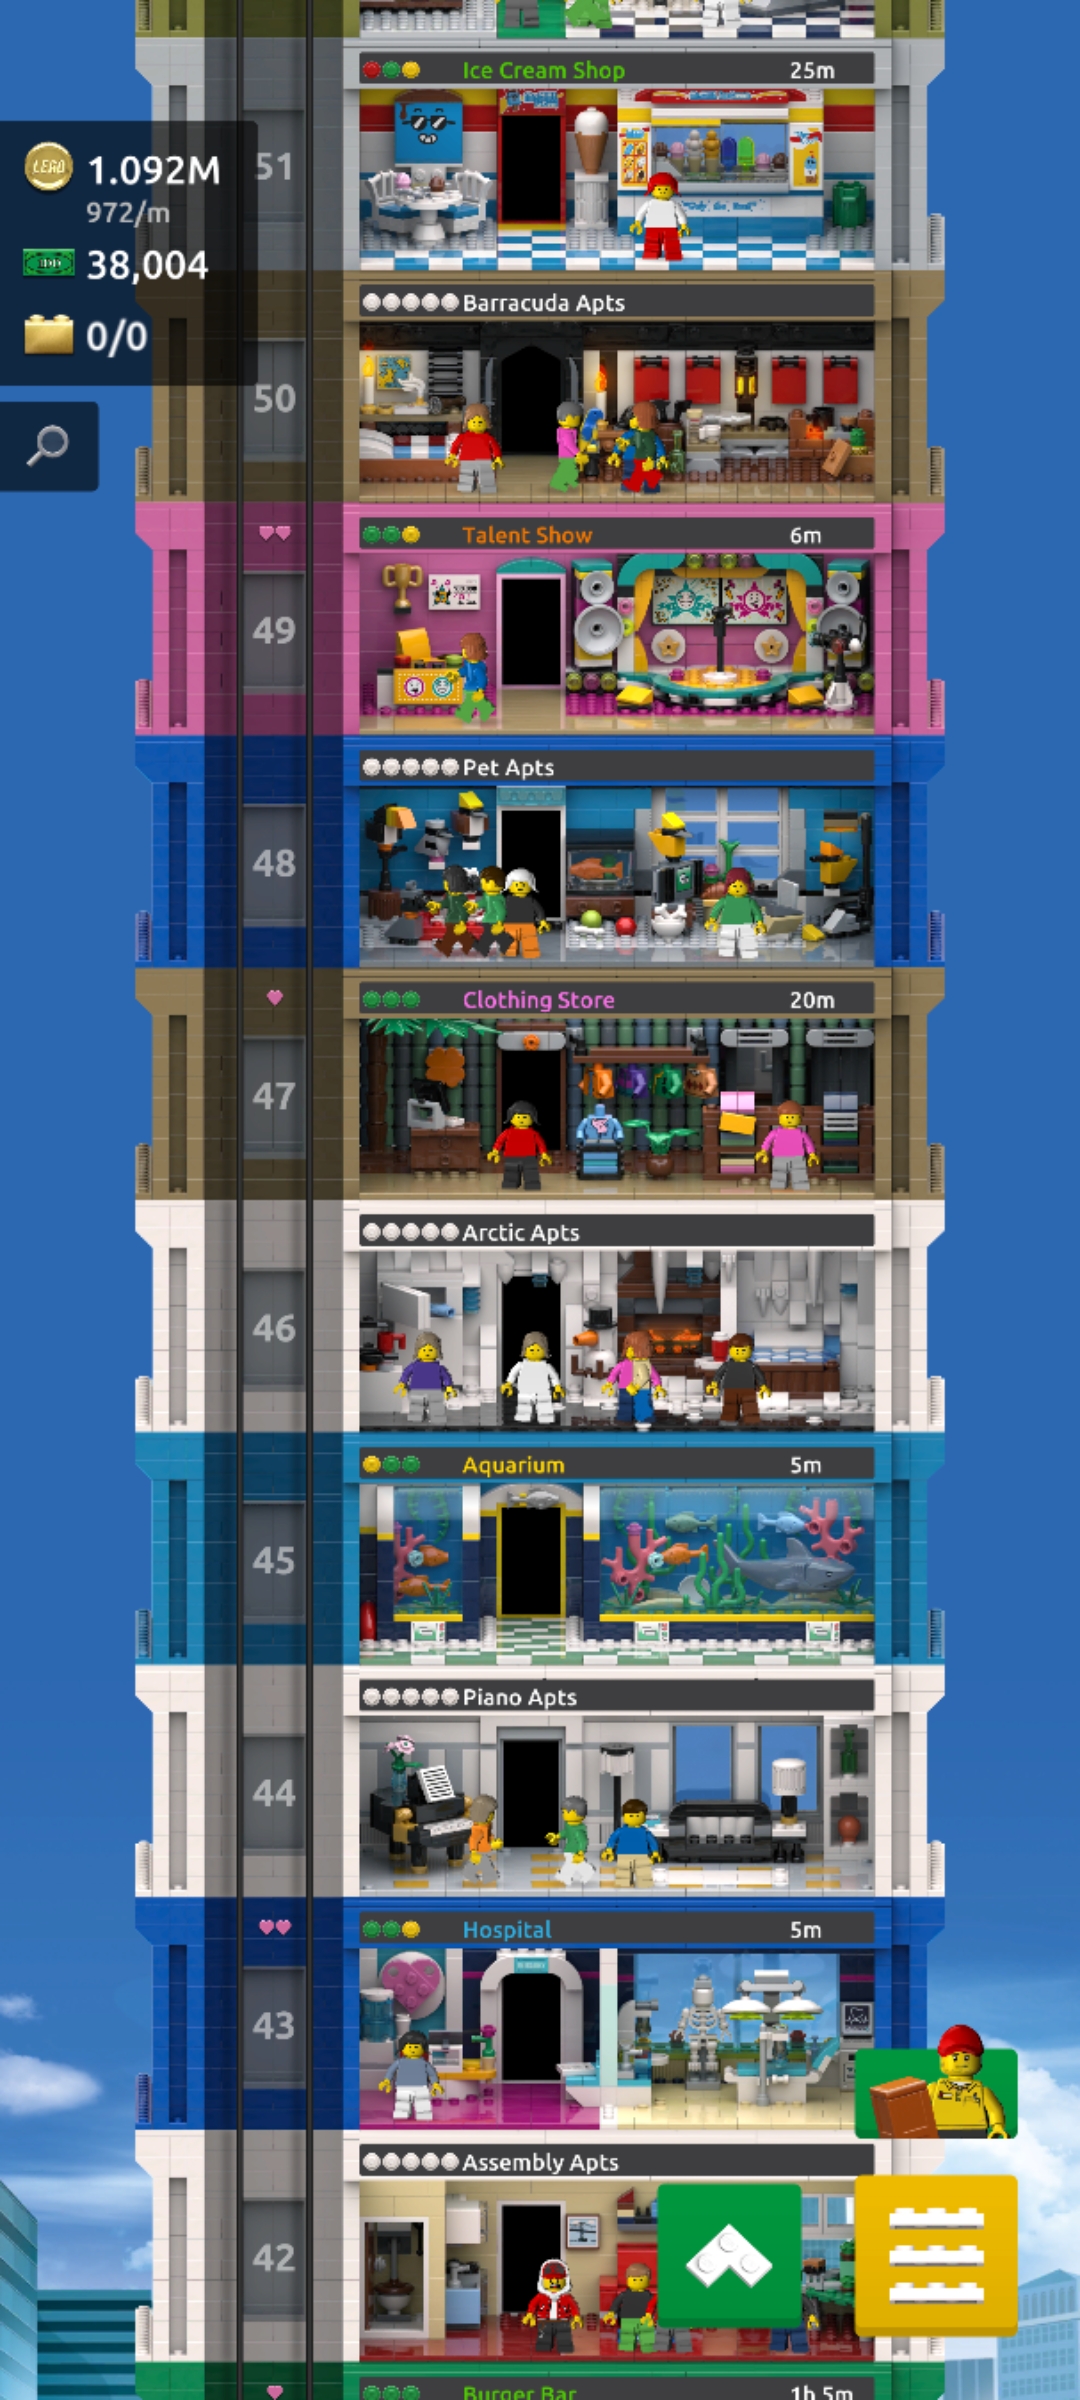 Ice Cream Shop 25m
51
LEGO 1.092M
972/m
38,004
Barracuda Apts
0/0
50
Talent Show 6m
49
Pet Apts
48
Clothing Store 20m
47
Arctic Apts
46
Aquarium 5m
45
Piano Apts
44
Hospital 5m
43
Assembly Apts
42
Burger Bar 1h 5m